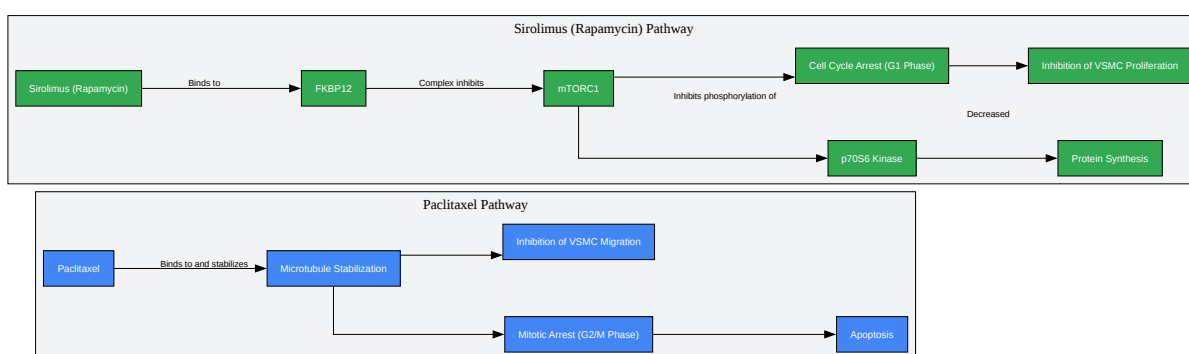 Sirolimus (Rapamycin) Pathway
Sirolimus (Rapamycin)
Binds to
FKBP12
Complex inhibits
mTORC1
Inhibits phosphorylation of
Cell Cycle Arrest (G1 Phase)
Inhibition of VSMC Proliferation
Decreased
p70S6 Kinase
Protein Synthesis
Paclitaxel Pathway
Paclitaxel
Binds to and stabilizes
Microtubule Stabilization
Inhibition of VSMC Migration
Mitotic Arrest (G2/M Phase)
Apoptosis